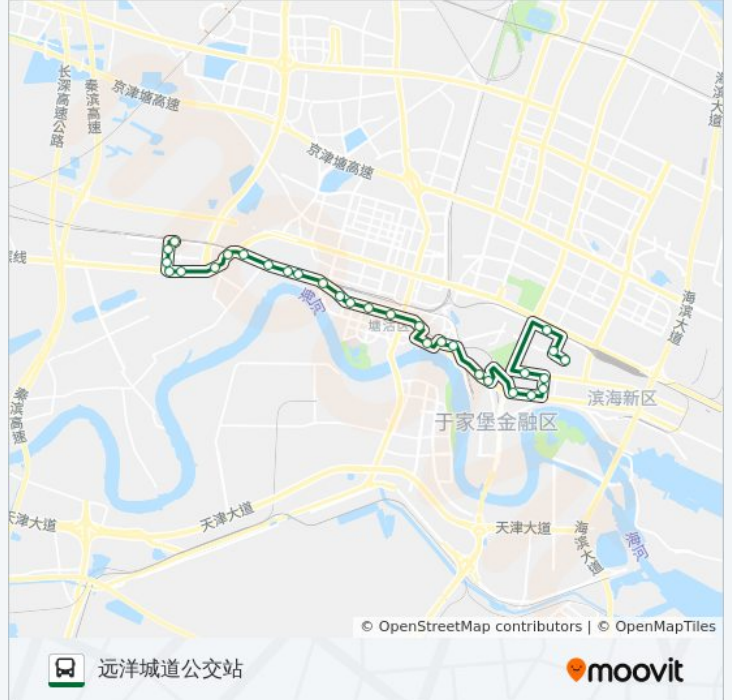 长深高速公路
秦滨高速
京津塘高速
海滨大道
京津塘高速
线
海河
塘沽区
海滨大道
秦滨高速
滨海新区
于家堡金融区
天津大道
天津大道
天津大道
海滨大道
海河
© OpenStreetMap contributors | © OpenMapTiles
远洋城道公交站
moovit